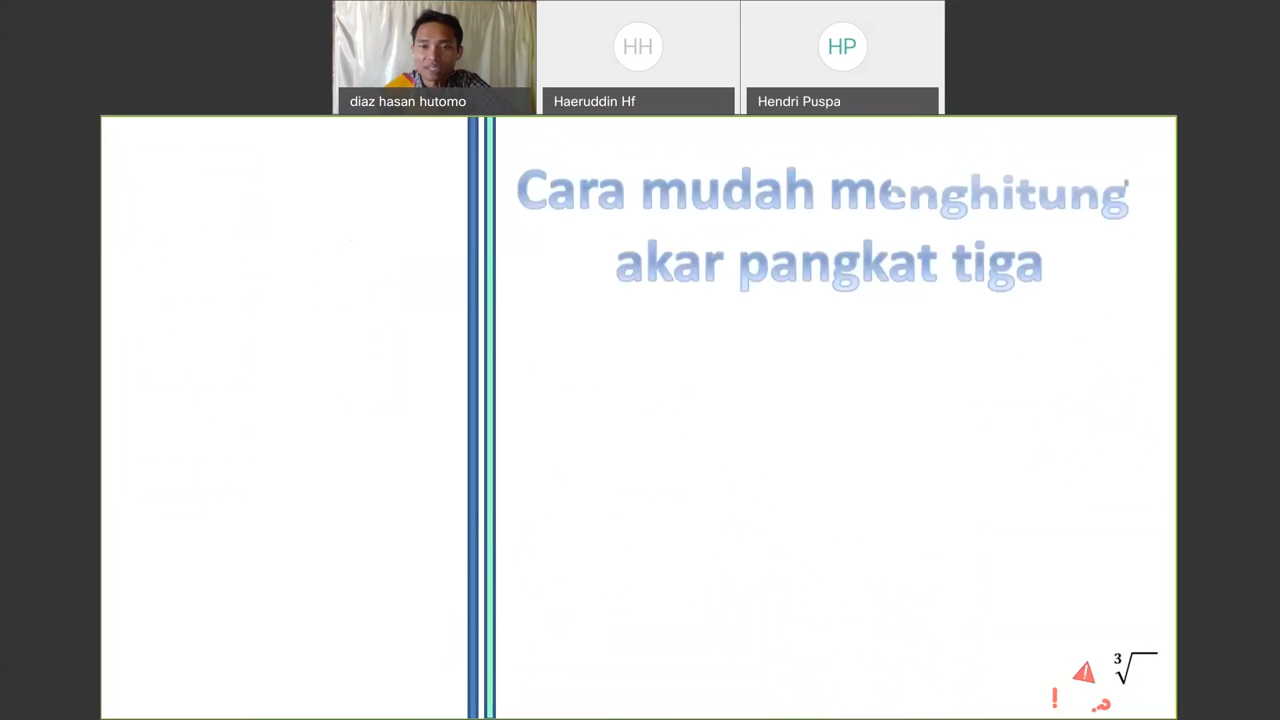 HH
HP
diaz hasan hutomo
Haeruddin Hf
Hendri Puspa
Cara mudah menghitung
akar pangkat tiga
3√
! ! ?